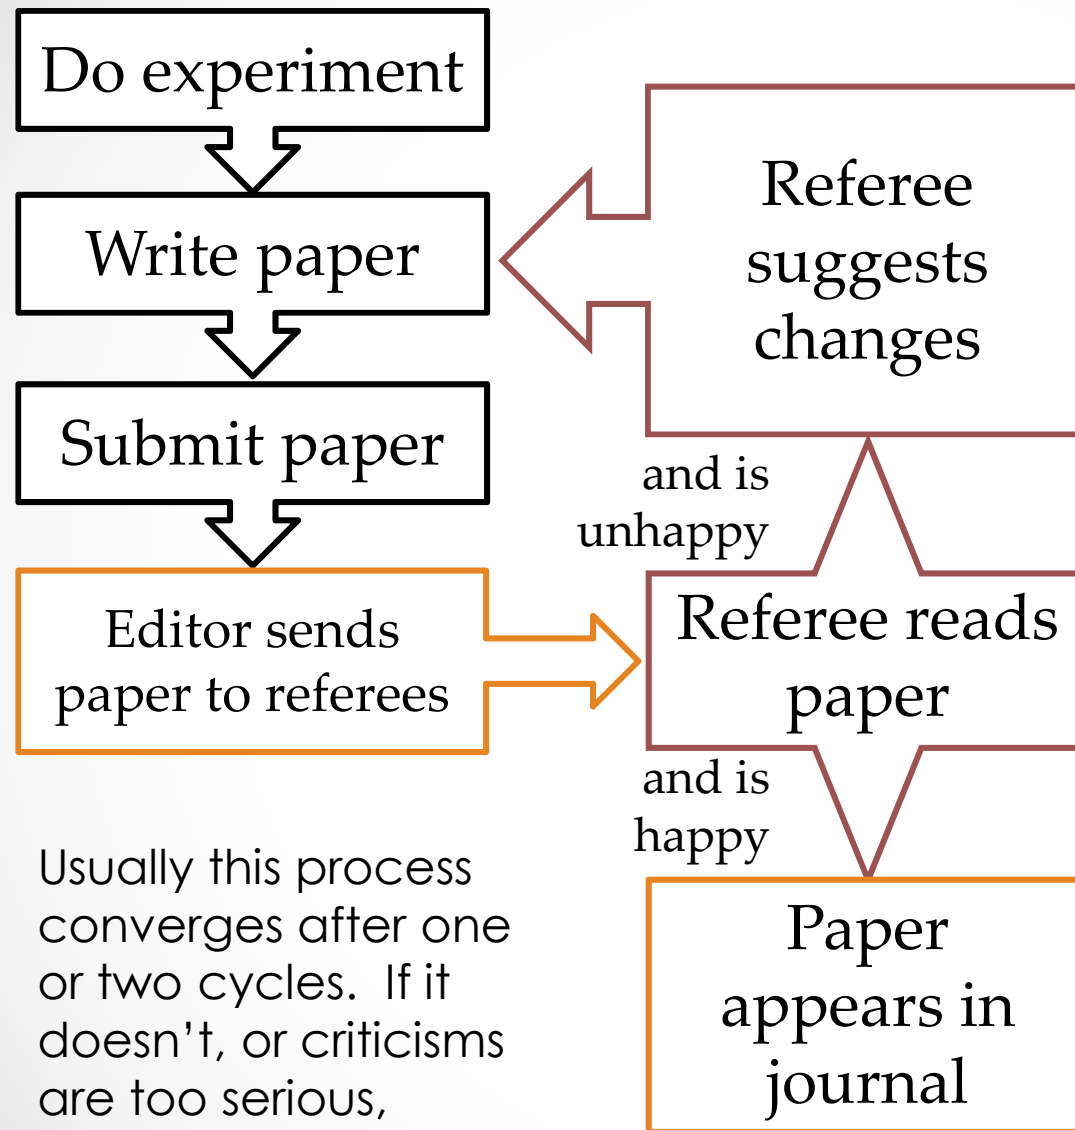 Do experiment
Write paper
Submit paper
Editor sends
paper to referees
Referee
suggests
changes
and is
unhappy
Referee reads
paper
and is
happy
Paper
appears in
journal
Usually this process
converges after one
or two cycles.  If it
doesn’t, or criticisms
are too serious,